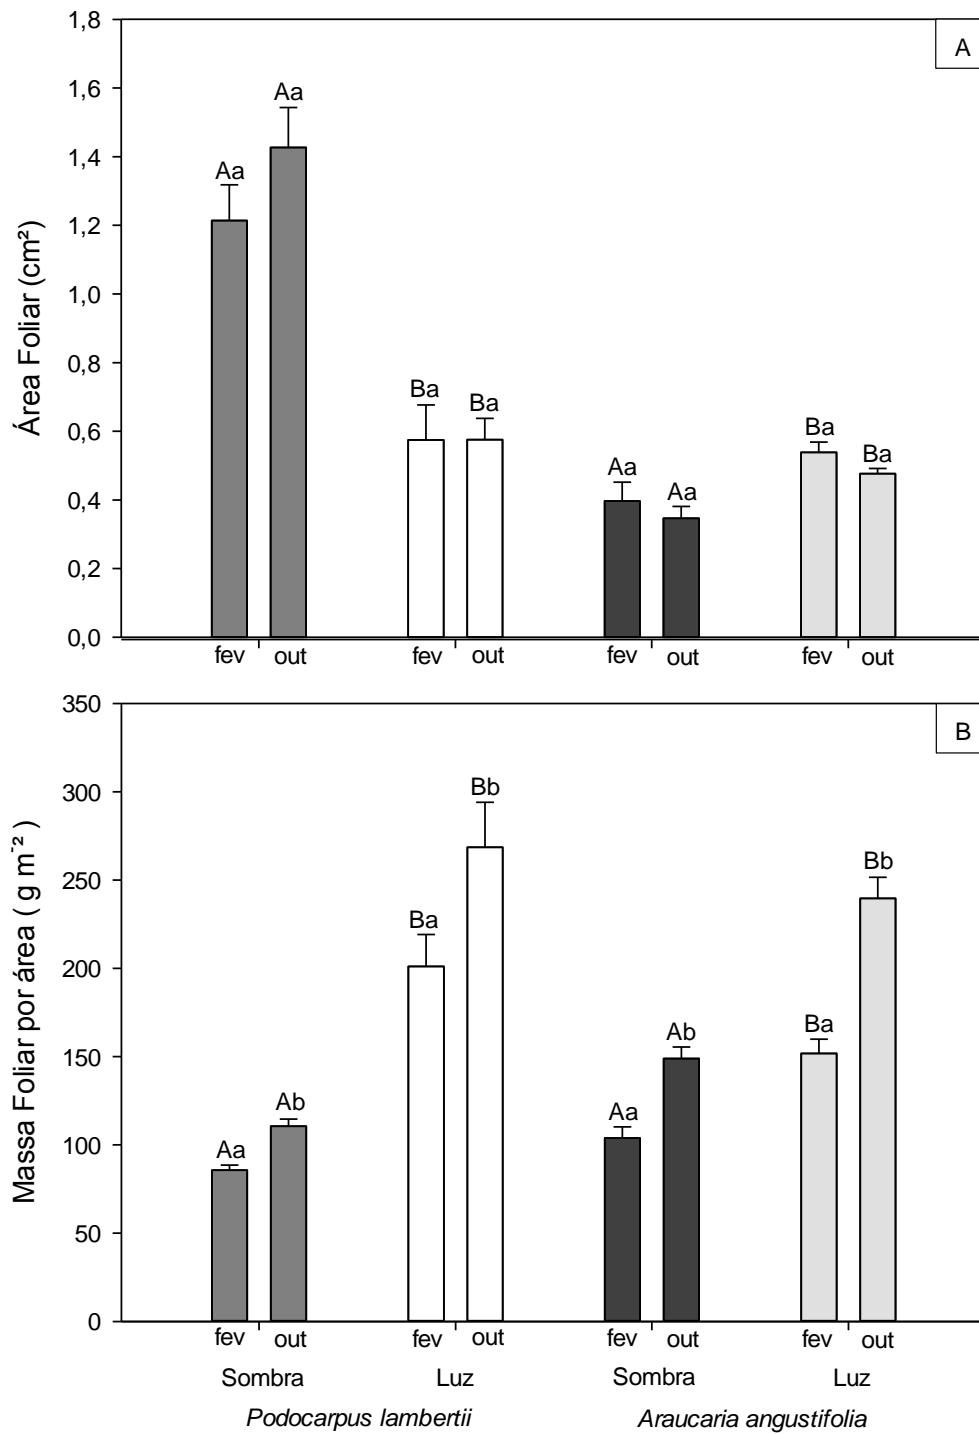 A
Área Foliar (cm²)
1,8
1,6
1,4
1,2
1,0
0,8
0,6
0,4
0,2
0,0
Aa
Aa
Ba
Ba
Aa
Aa
Ba
Ba
fev out fev out fev out fev out
B
Massa Foliar por área ( g m⁻² )
350
300
250
200
150
100
50
0
Aa
Ab
Ba
Bb
Aa
Ab
Ba
Bb
fev out fev out fev out fev out
Sombra Luz Sombra Luz
Podocarpus lambertii Araucaria angustifolia